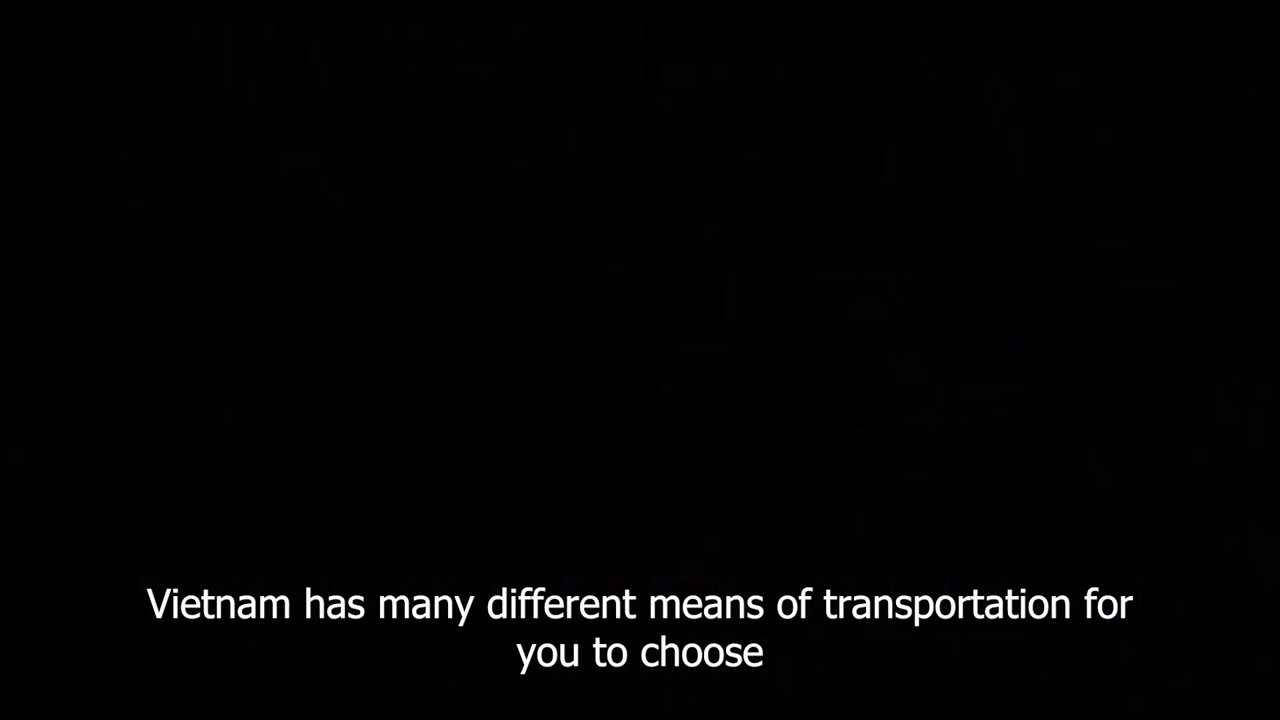 Vietnam has many different means of transportation for
you to choose